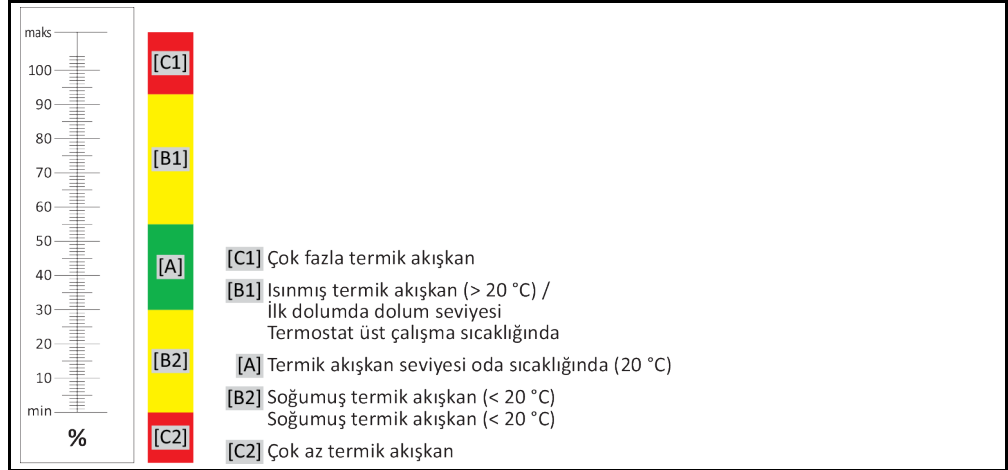 maks
100
90
80
70
60
50
40
30
20
10
min
%
[C1]
[B1]
[A]
[B2]
[C2]
[C1] Çok fazla termik akışkan
[B1] Isınmış termik akışkan (> 20 °C) /
İlk dolumda dolum seviyesi
Termostat üst çalışma sıcaklığında
[A] Termik akışkan seviyesi oda sıcaklığında (20 °C)
[B2] Soğumuş termik akışkan (< 20 °C)
Soğumuş termik akışkan (< 20 °C)
[C2] Çok az termik akışkan